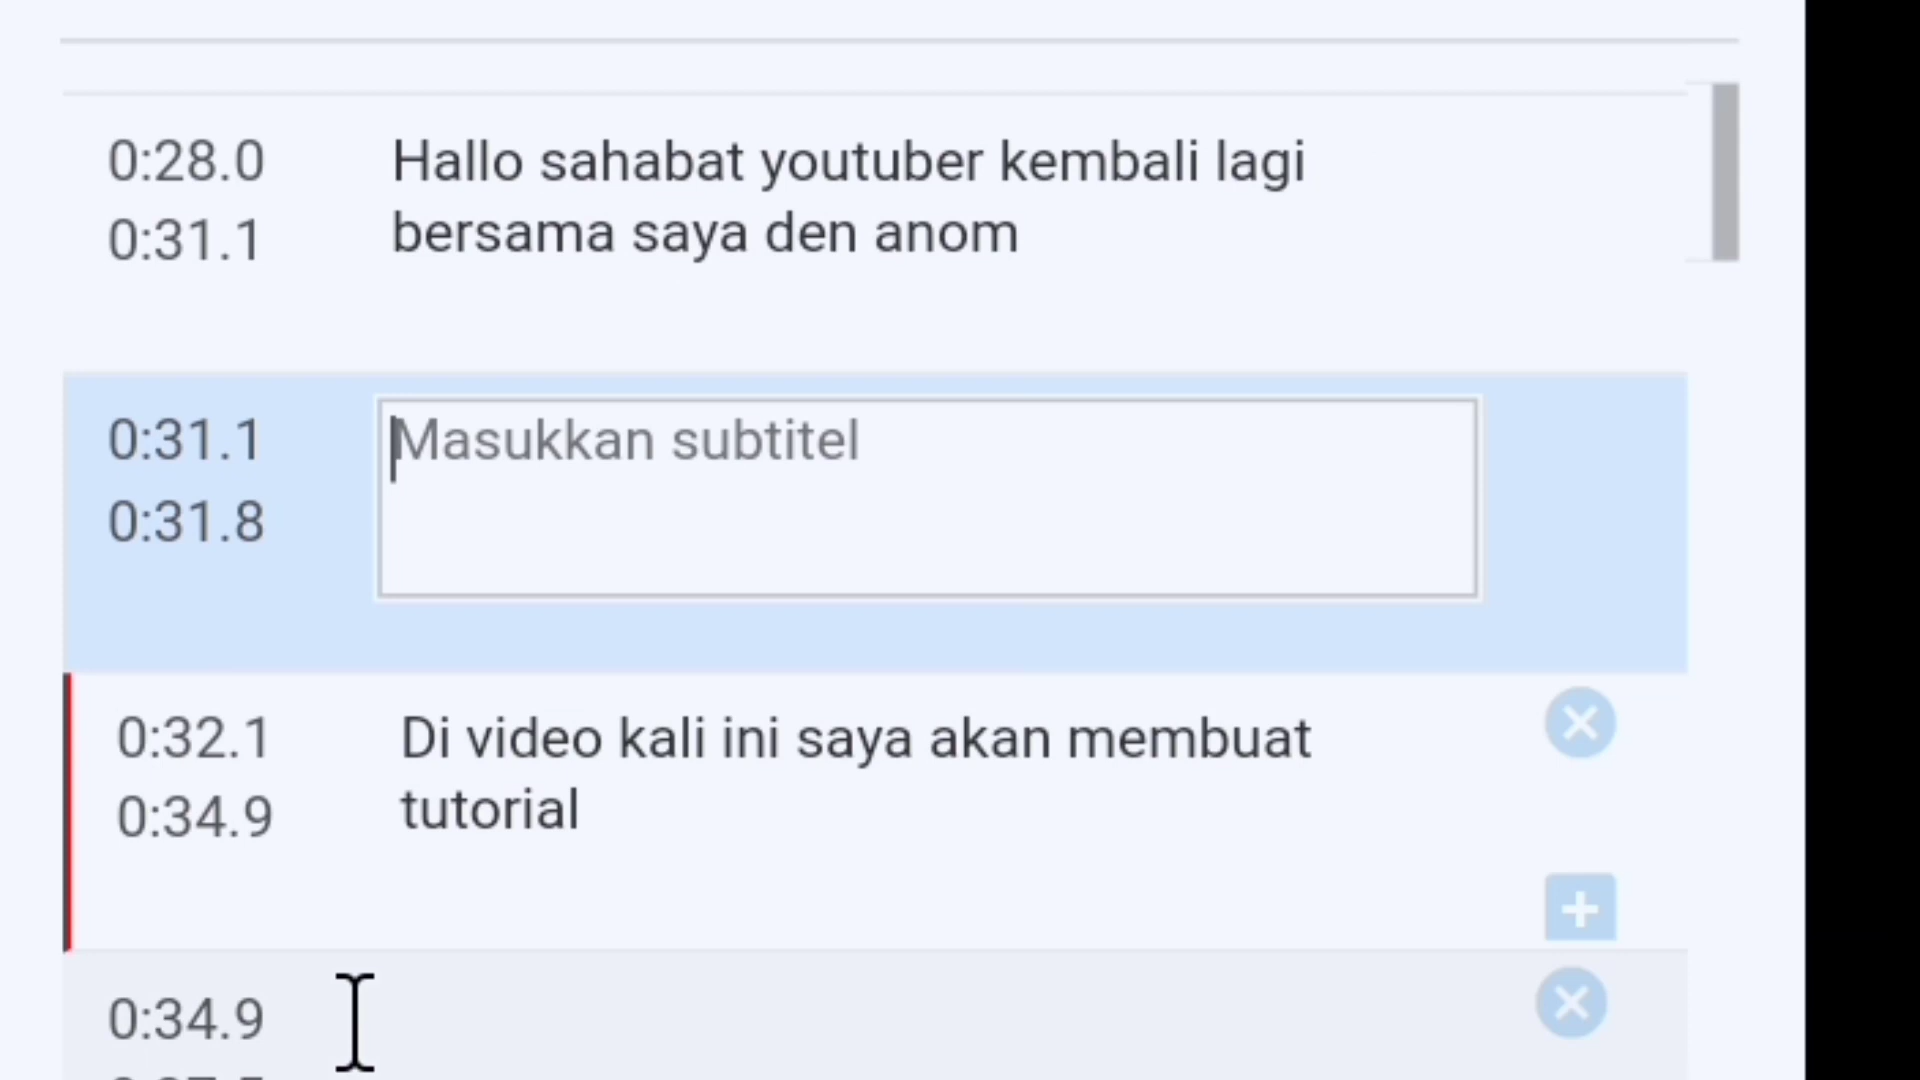 0:28.0
Hallo sahabat youtuber kembali lagi
0:31.1
bersama saya den anom
0:31.1
Masukkan subtitel
0:31.8
0:32.1
Di video kali ini saya akan membuat
0:34.9
tutorial
0:34.9